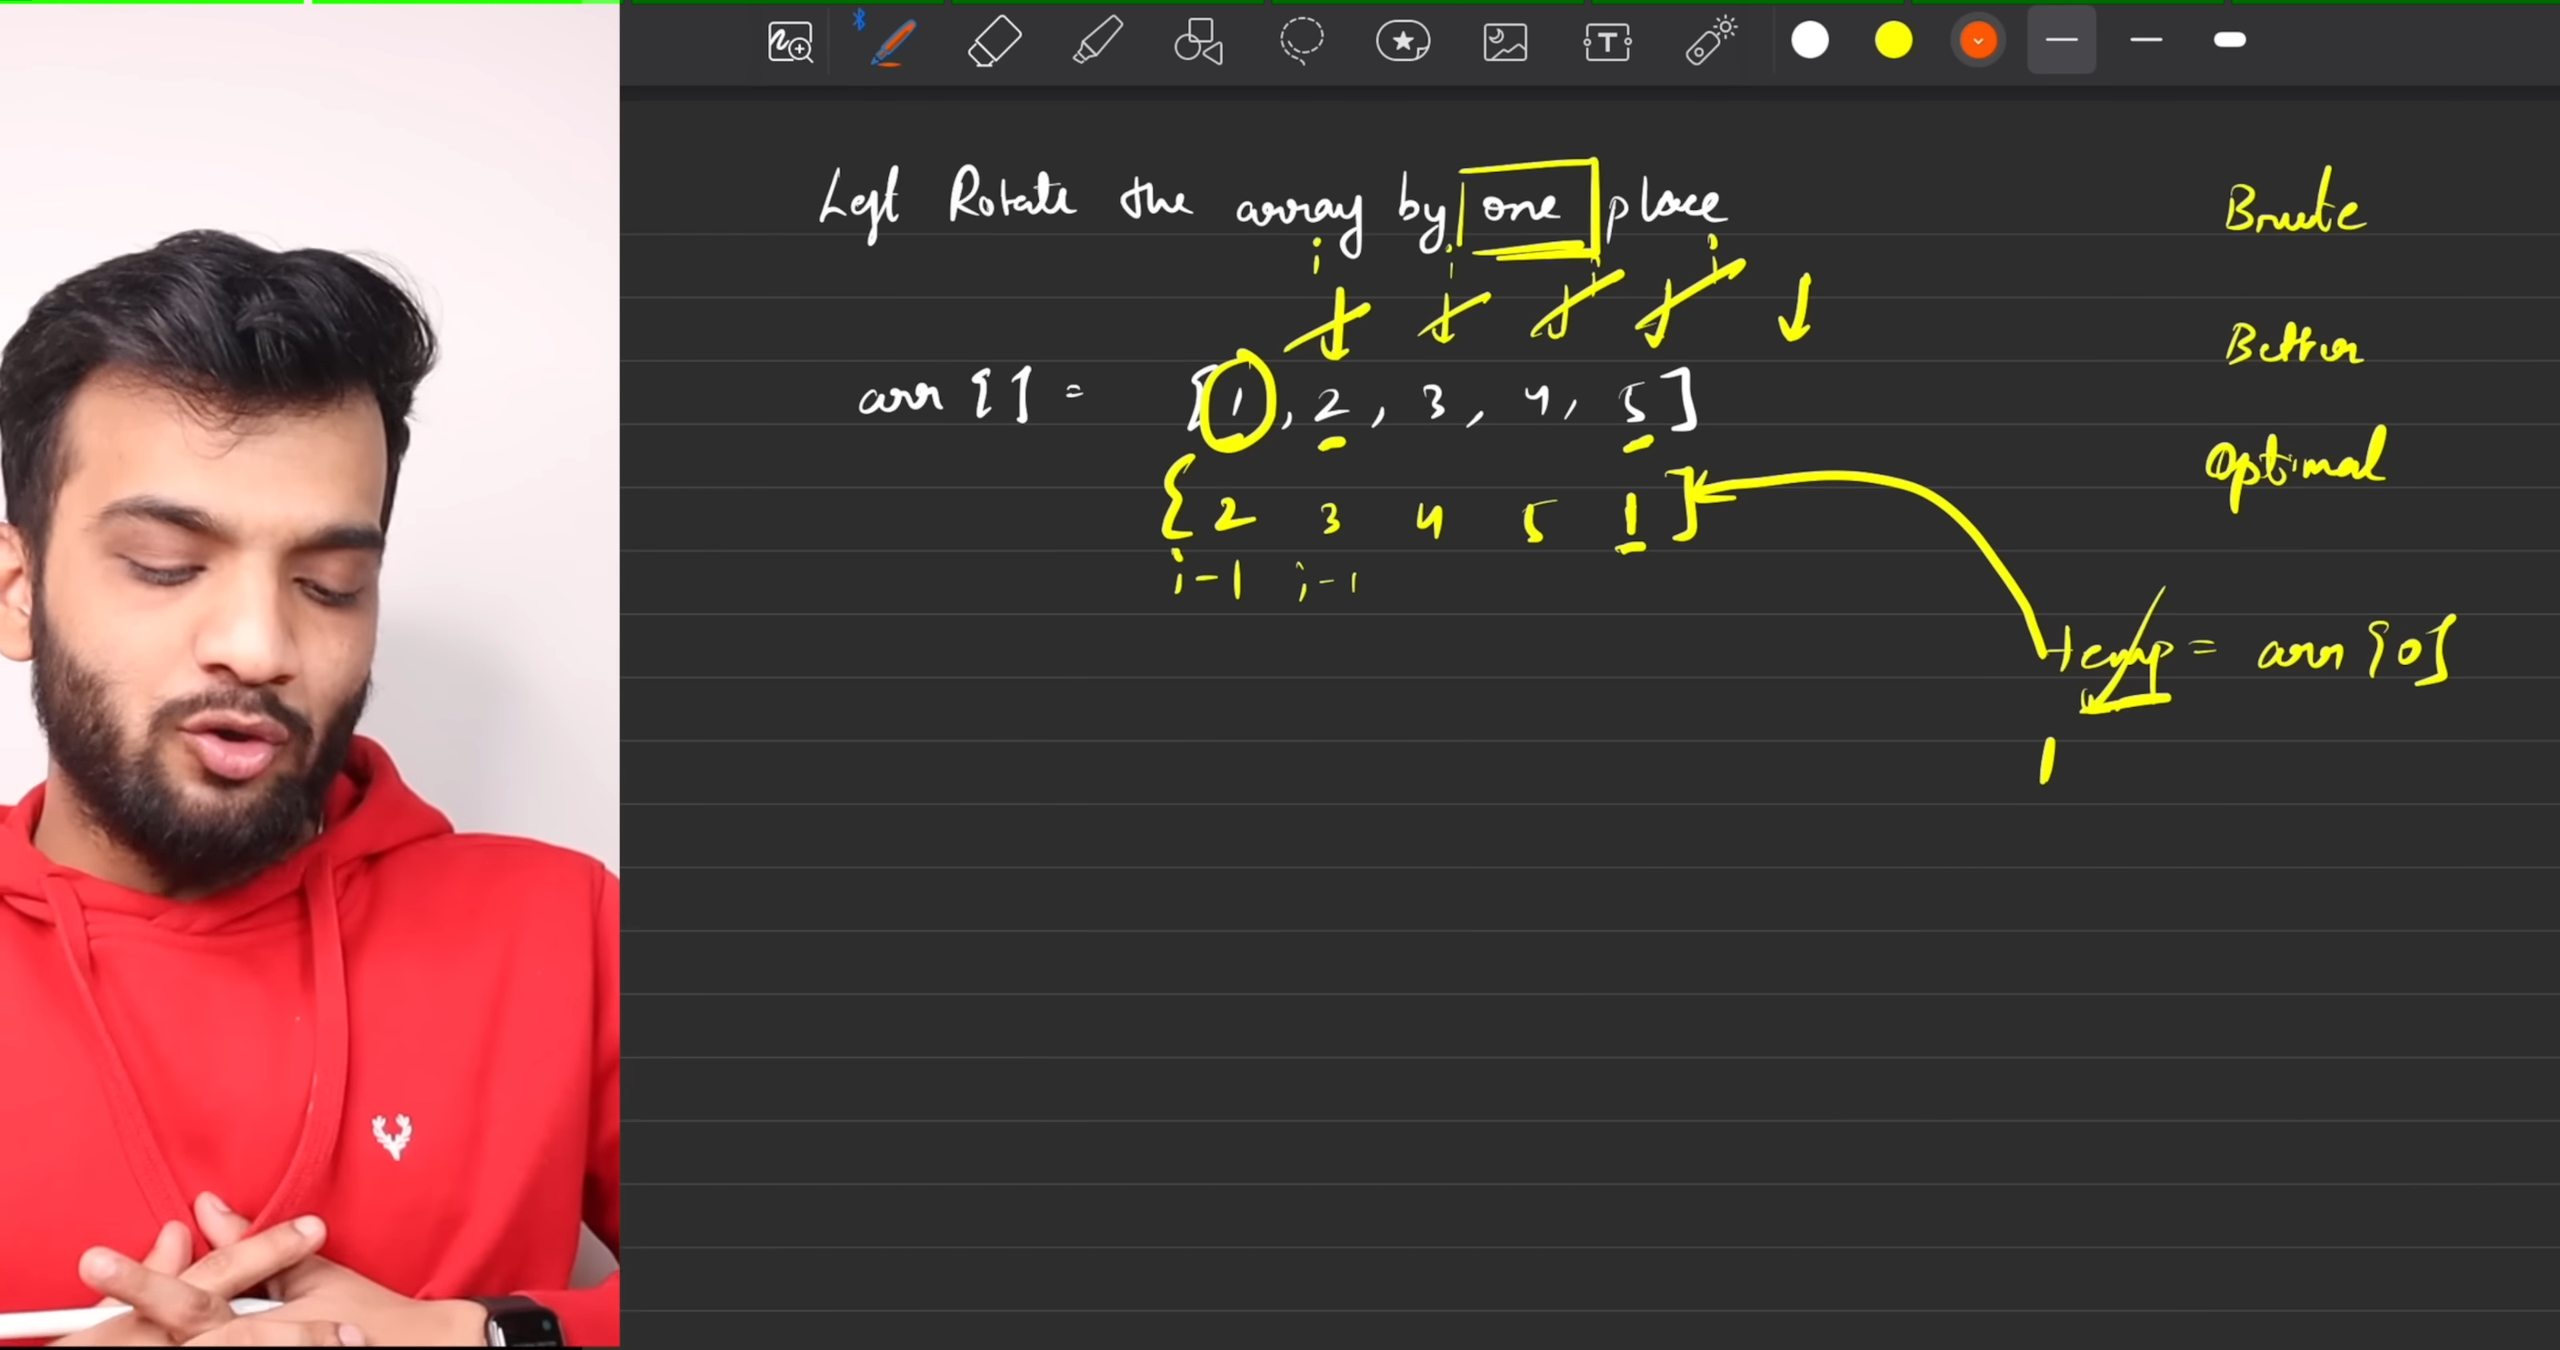 Left Rotate the array by one place
i i i i
arr [] = [1, 2, 3, 4, 5]
[2 3 4 5 1]
i-1 i-1
Brute
Better
Optimal
temp = arr[0]
1